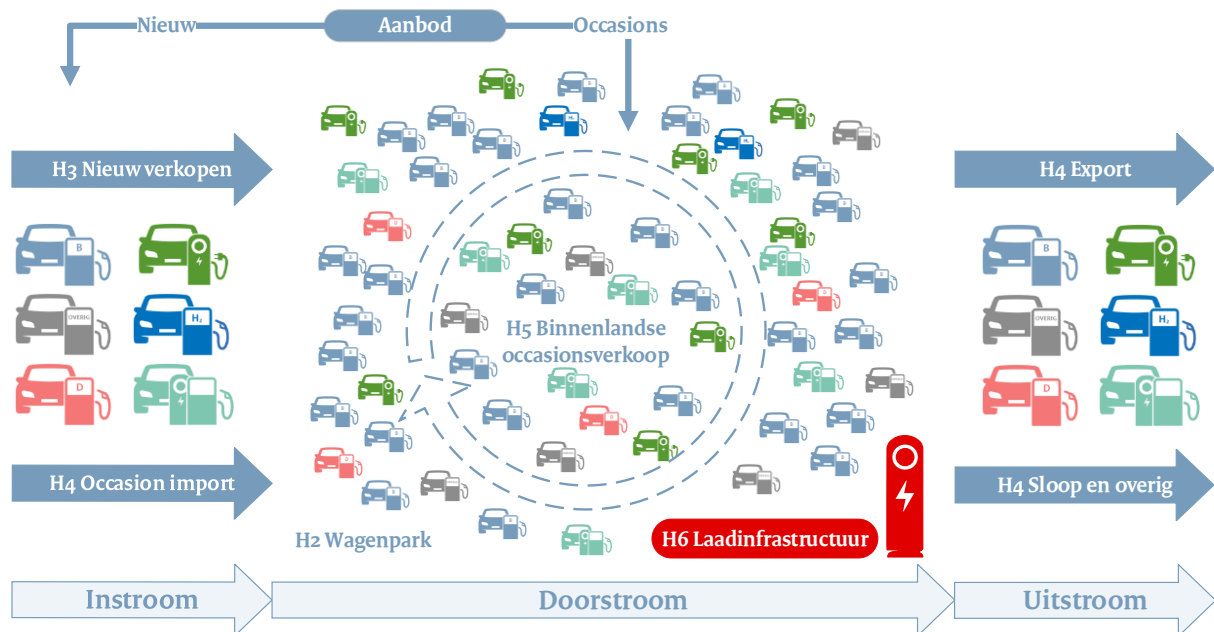 Nieuw
Aanbod
Occasions
H3 Nieuw verkopen
H4 Export
B
B
OVERIG
H₂
OVERIG
H₂
D
D
H5 Binnenlandse
occasionsverkoop
H4 Occasion import
H4 Sloop en overig
H2 Wagenpark
H6 Laadinfrastructuur
Instroom
Doorstroom
Uitstroom